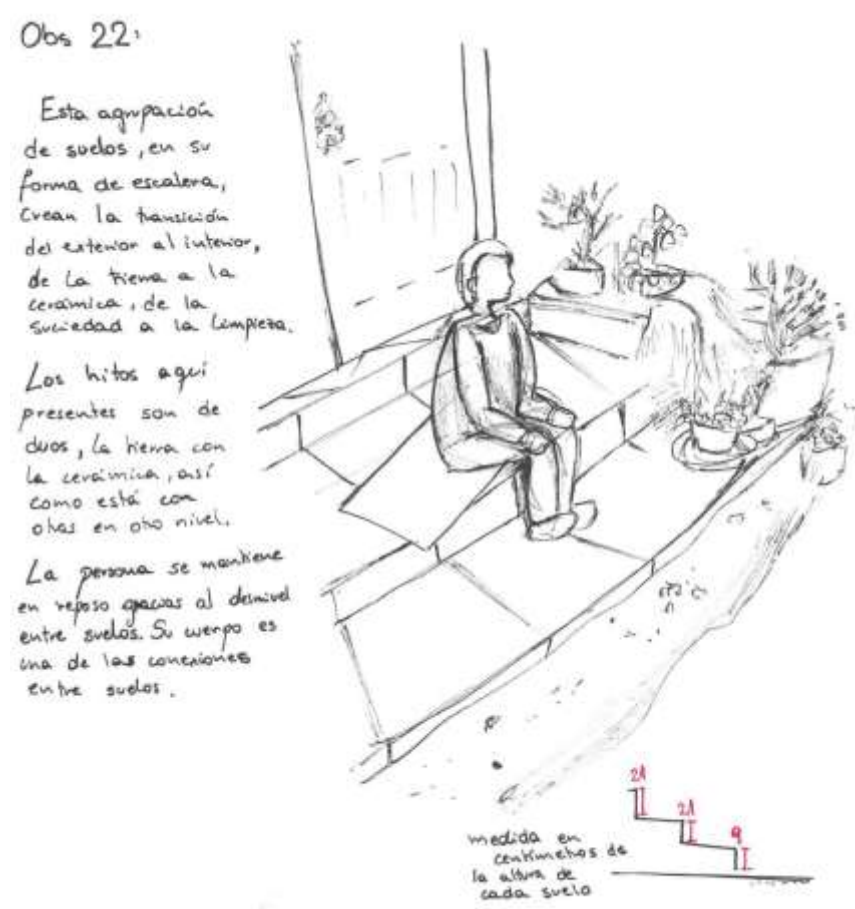 Obs 22:
Esta agrupación
de suelos, en su
forma de escalera,
crean la transición
del exterior al interior,
de la tierra a la
cerámica, de la
suciedad a la limpieza.
Los hitos aquí
presentes son de
duos, la tierra con
la cerámica, así
como está con
otras en otro nivel.
La persona se mantiene
en reposo gracias al desnivel
entre suelos. Su cuerpo es
una de las conexiones
entre suelos.
21
21
9
medida en
centímetros de
la altura de
cada suelo